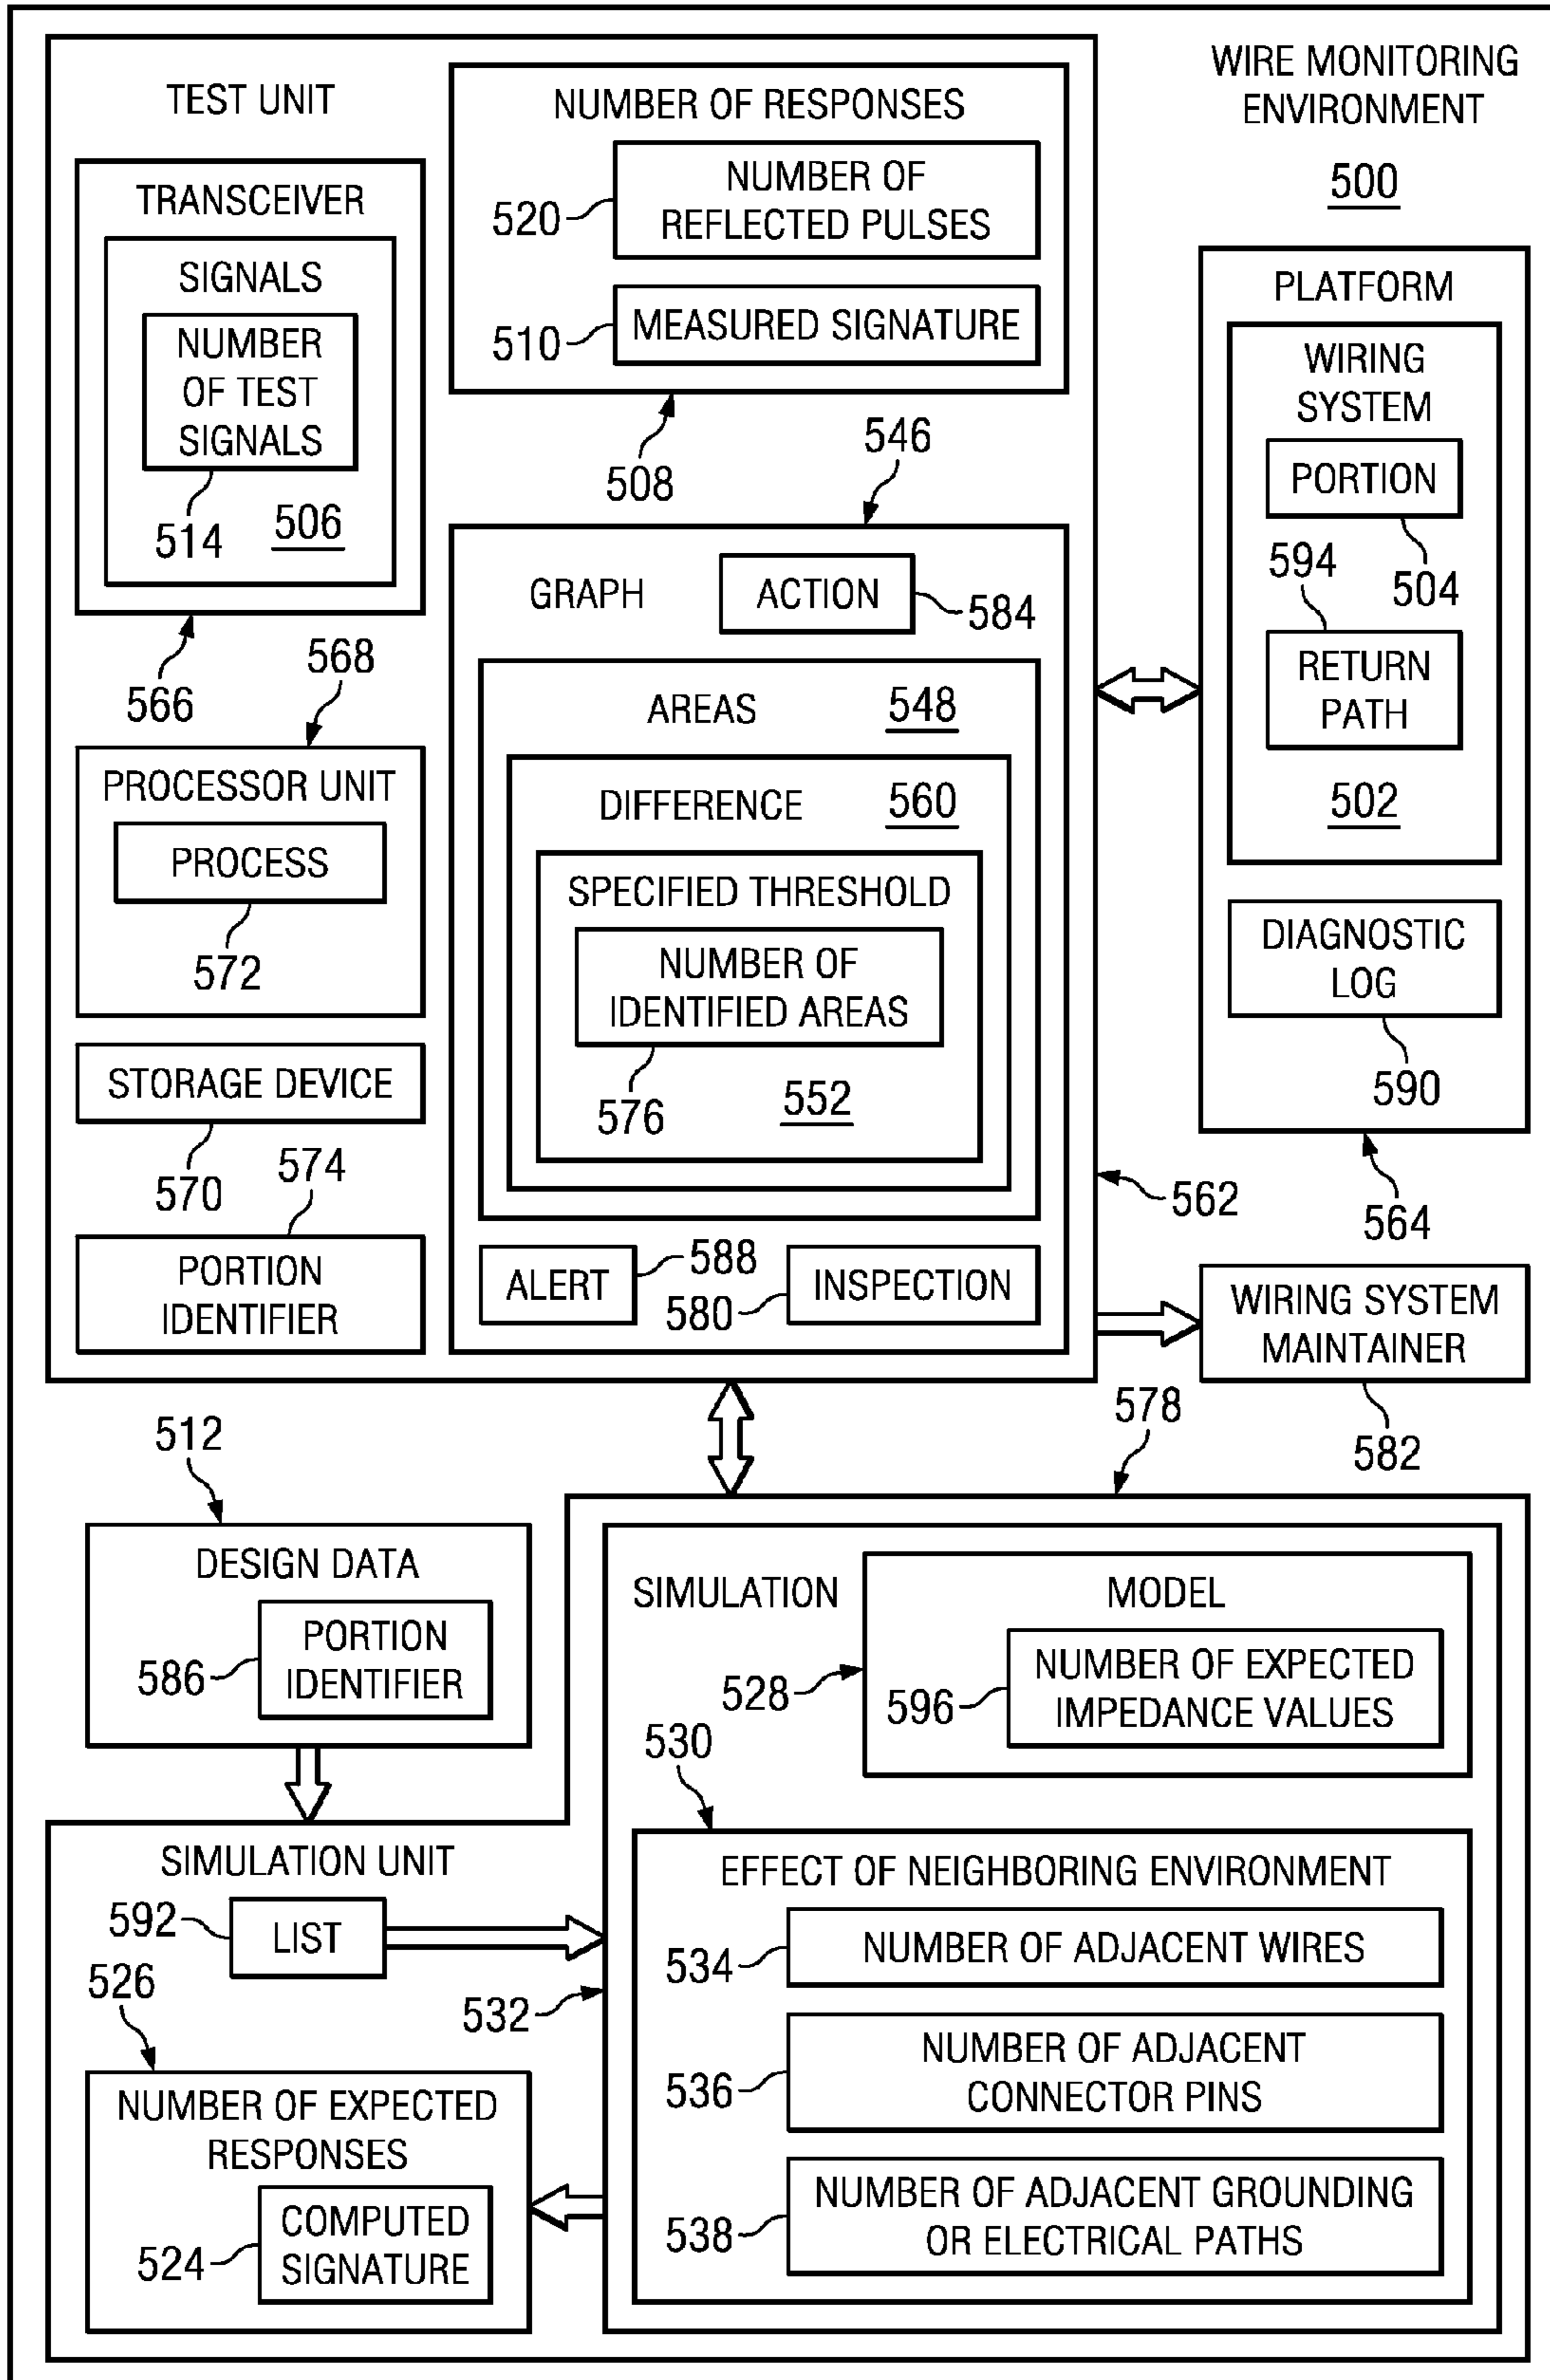 WIRE MONITORING
ENVIRONMENT
500
TEST UNIT
TRANSCEIVER
SIGNALS
NUMBER
OF TEST
SIGNALS
514
506
566
NUMBER OF RESPONSES
520
NUMBER OF
REFLECTED PULSES
510
MEASURED SIGNATURE
508
546
568
PROCESSOR UNIT
PROCESS
572
STORAGE DEVICE
570
574
PORTION
IDENTIFIER
GRAPH
ACTION
584
AREAS
548
DIFFERENCE
560
SPECIFIED THRESHOLD
NUMBER OF
IDENTIFIED AREAS
576
552
ALERT
588
580
INSPECTION
562
PLATFORM
WIRING
SYSTEM
PORTION
594
504
RETURN
PATH
502
DIAGNOSTIC
LOG
590
564
WIRING SYSTEM
MAINTAINER
582
578
512
DESIGN DATA
586
PORTION
IDENTIFIER
SIMULATION UNIT
592
LIST
526
532
NUMBER OF EXPECTED
RESPONSES
524
COMPUTED
SIGNATURE
SIMULATION
MODEL
528
596
NUMBER OF EXPECTED
IMPEDANCE VALUES
530
EFFECT OF NEIGHBORING ENVIRONMENT
534
NUMBER OF ADJACENT WIRES
536
NUMBER OF ADJACENT
CONNECTOR PINS
538
NUMBER OF ADJACENT GROUNDING
OR ELECTRICAL PATHS